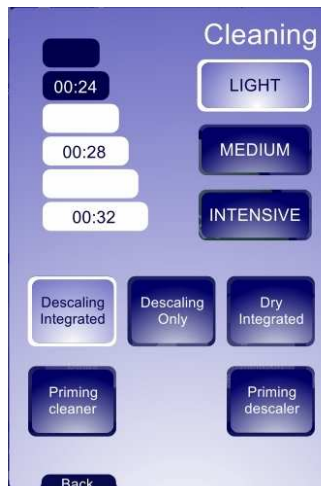 Cleaning
00:24
LIGHT
00:28
MEDIUM
00:32
INTENSIVE
Descaling
Integrated
Descaling
Only
Dry
Integrated
Priming
cleaner
Priming
descaler
Back